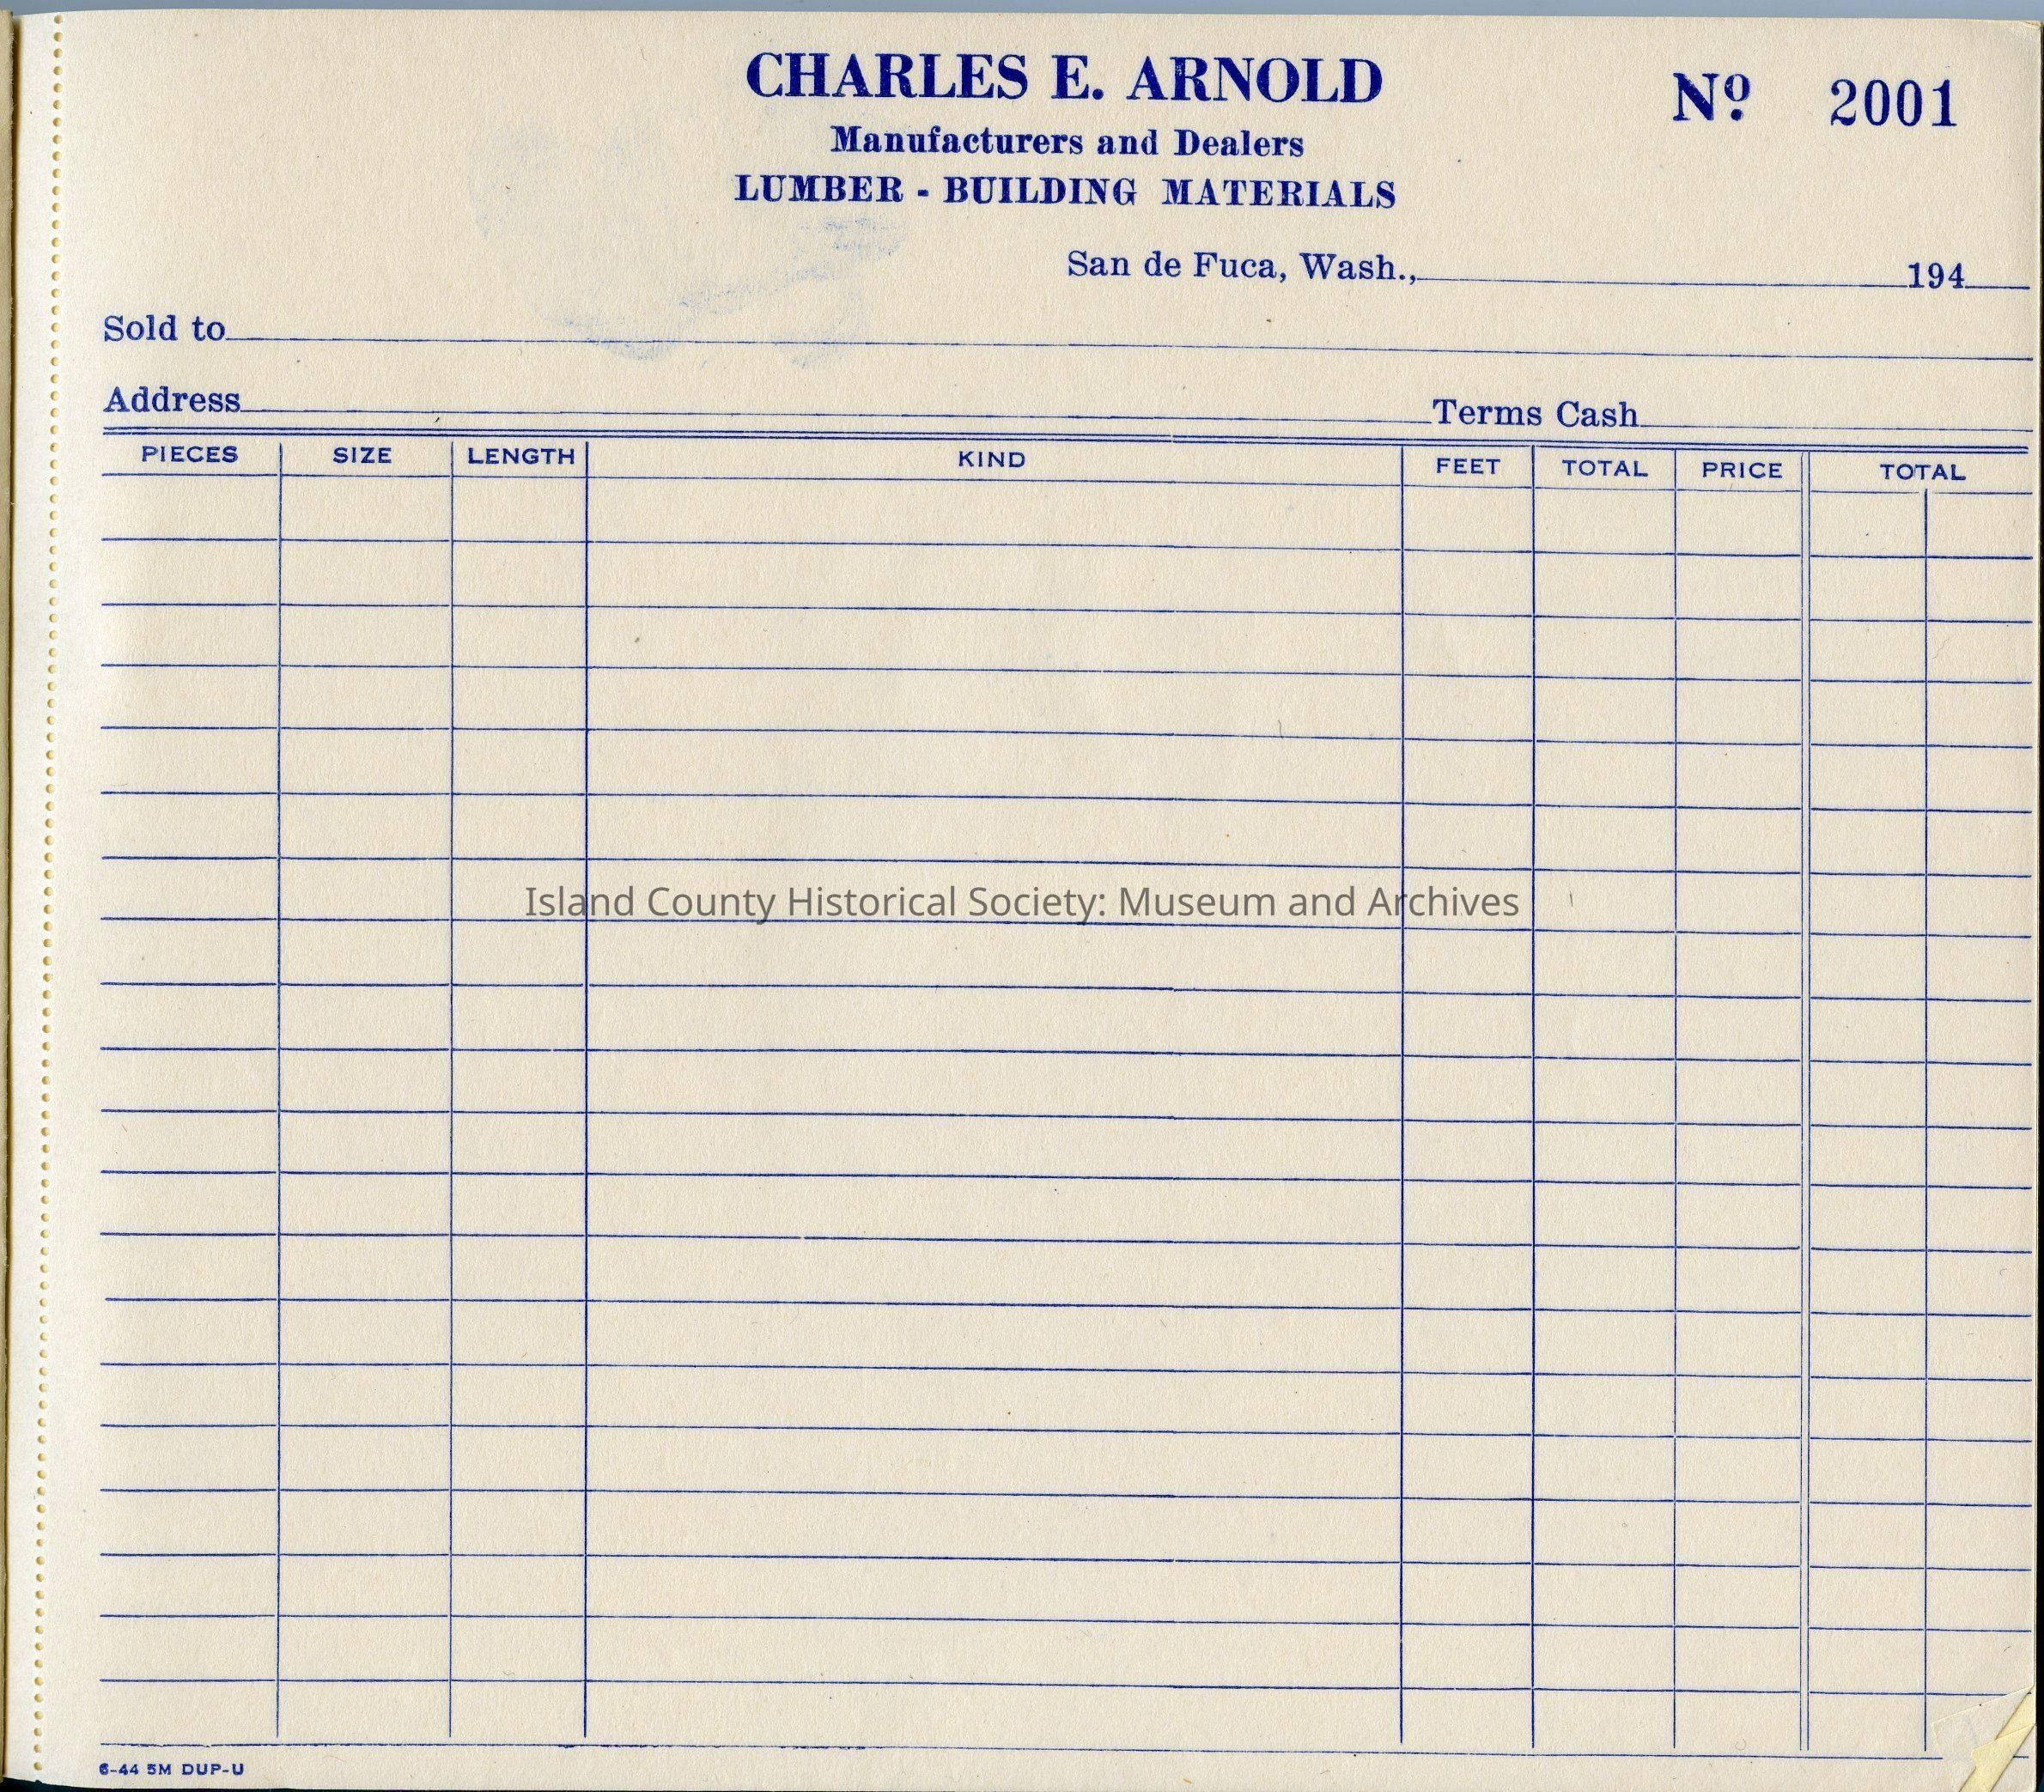 CHARLES E. ARNOLD
Nº 2001
Manufacturers and Dealers
LUMBER - BUILDING MATERIALS
San de Fuca, Wash., 194
Sold to
Address Terms Cash
PIECES SIZE LENGTH KIND FEET TOTAL PRICE TOTAL
Island County Historical Society: Museum and Archives
6-44 5M DUP-U